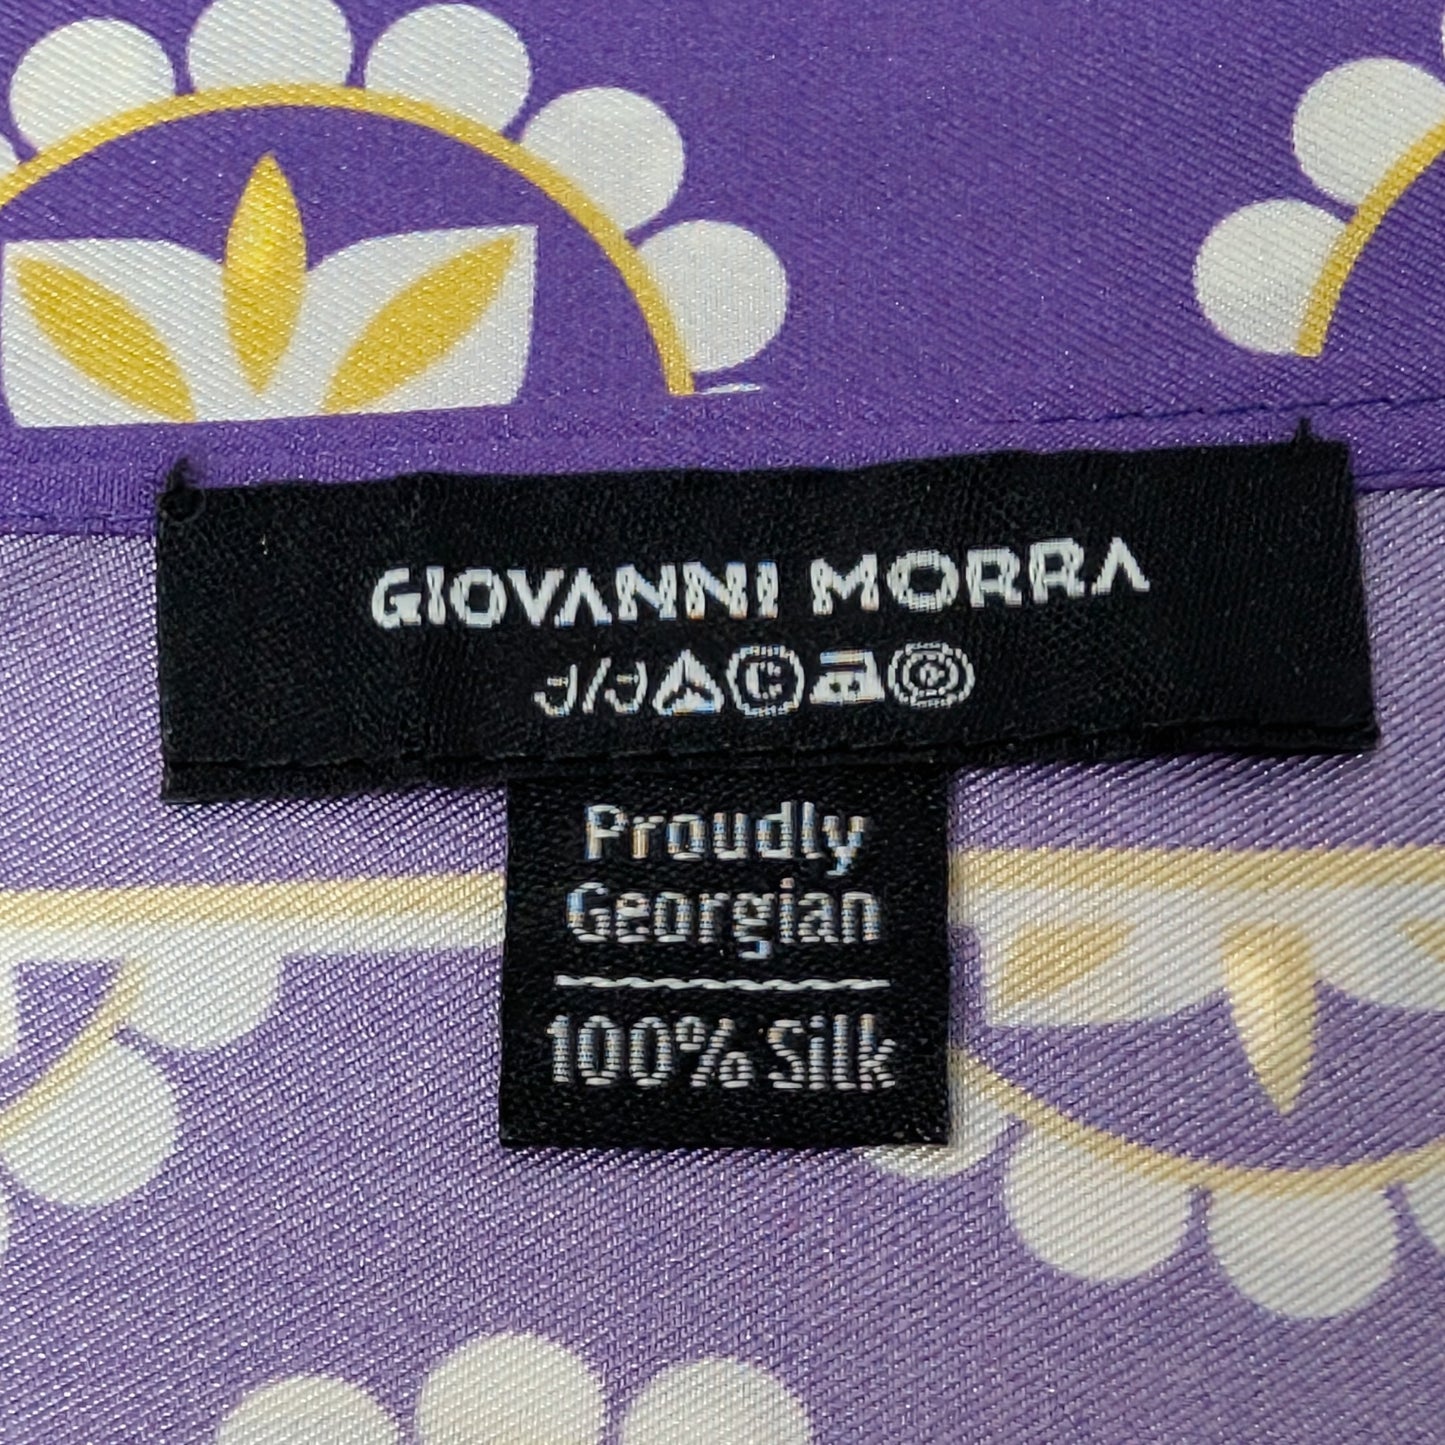 GIOVANNI MORRA
Proudly
Georgian
100% Silk